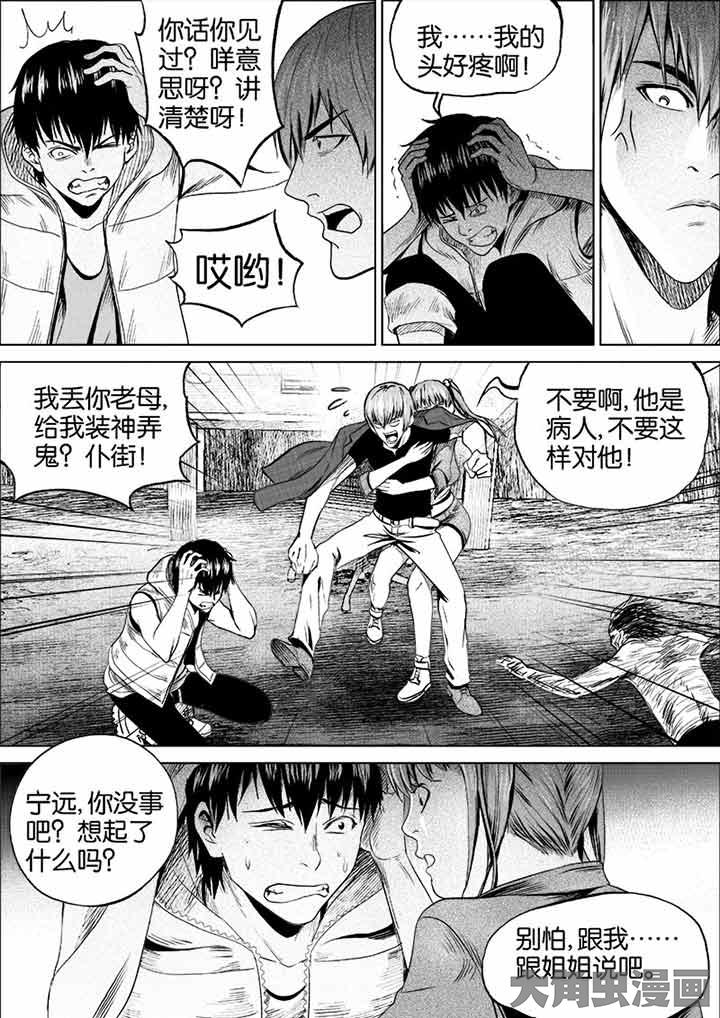 你话你见
过？咩意
思呀？讲
清楚呀！
哎哟！
我……我的
头好疼啊！
我丢你老母，
给我装神弄
鬼？仆街！
不要啊，他是
病人，不要这
样对他！
宁远，你没事
吧？想起了
什么吗？
别怕，跟我……
跟姐姐说吧。
大角虫漫画